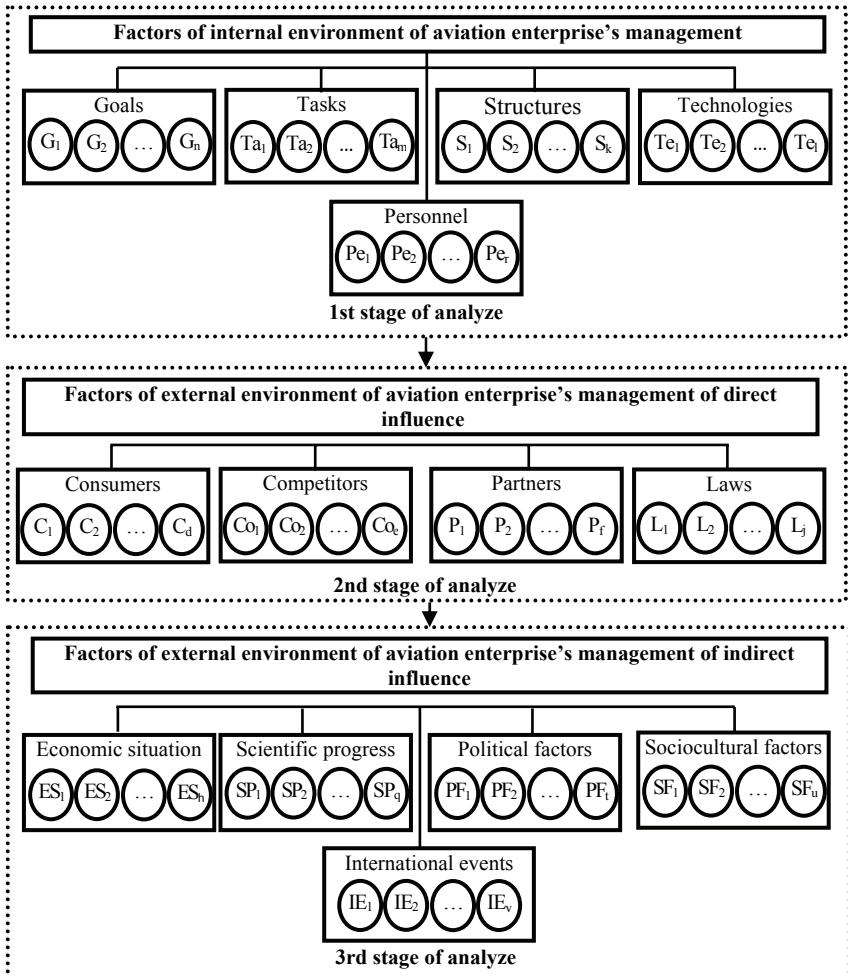 Factors of internal environment of aviation enterprise’s management
Goals
G1 G2 … Gn
Tasks
Ta1 Ta2 ... Tam
Structures
S1 S2 … Sk
Technologies
Te1 Te2 ... Tel
Personnel
Pe1 Pe2 … Per
1st stage of analyze
Factors of external environment of aviation enterprise’s management of direct
influence
Consumers
C1 C2 … Cd
Competitors
Co1 Co2 … Coe
Partners
P1 P2 … Pf
Laws
L1 L2 … Lj
2nd stage of analyze
Factors of external environment of aviation enterprise’s management of indirect
influence
Economic situation
ES1 ES2 … ESh
Scientific progress
SP1 SP2 … SPq
Political factors
PF1 PF2 … PFt
Sociocultural factors
SF1 SF2 … SFu
International events
IE1 IE2 … IEv
3rd stage of analyze